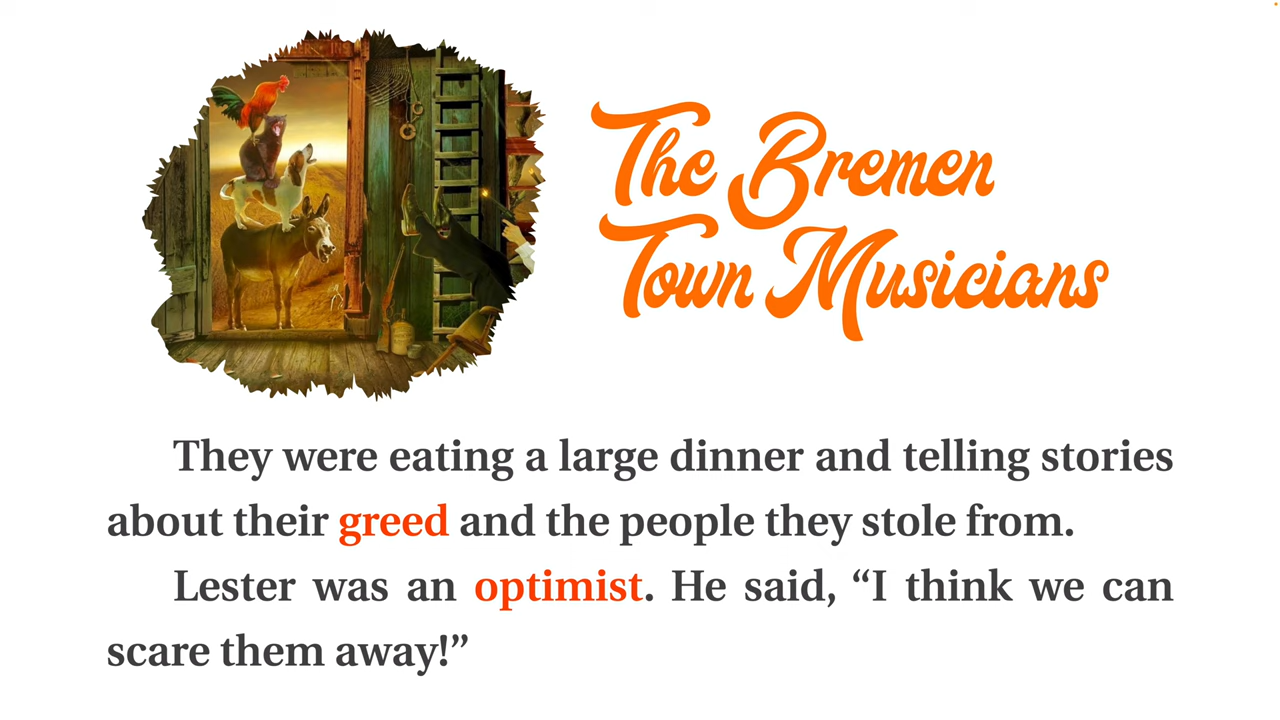 The Bremen
Town Musicians
They were eating a large dinner and telling stories
about their greed and the people they stole from.
Lester was an optimist. He said, “I think we can
scare them away!”